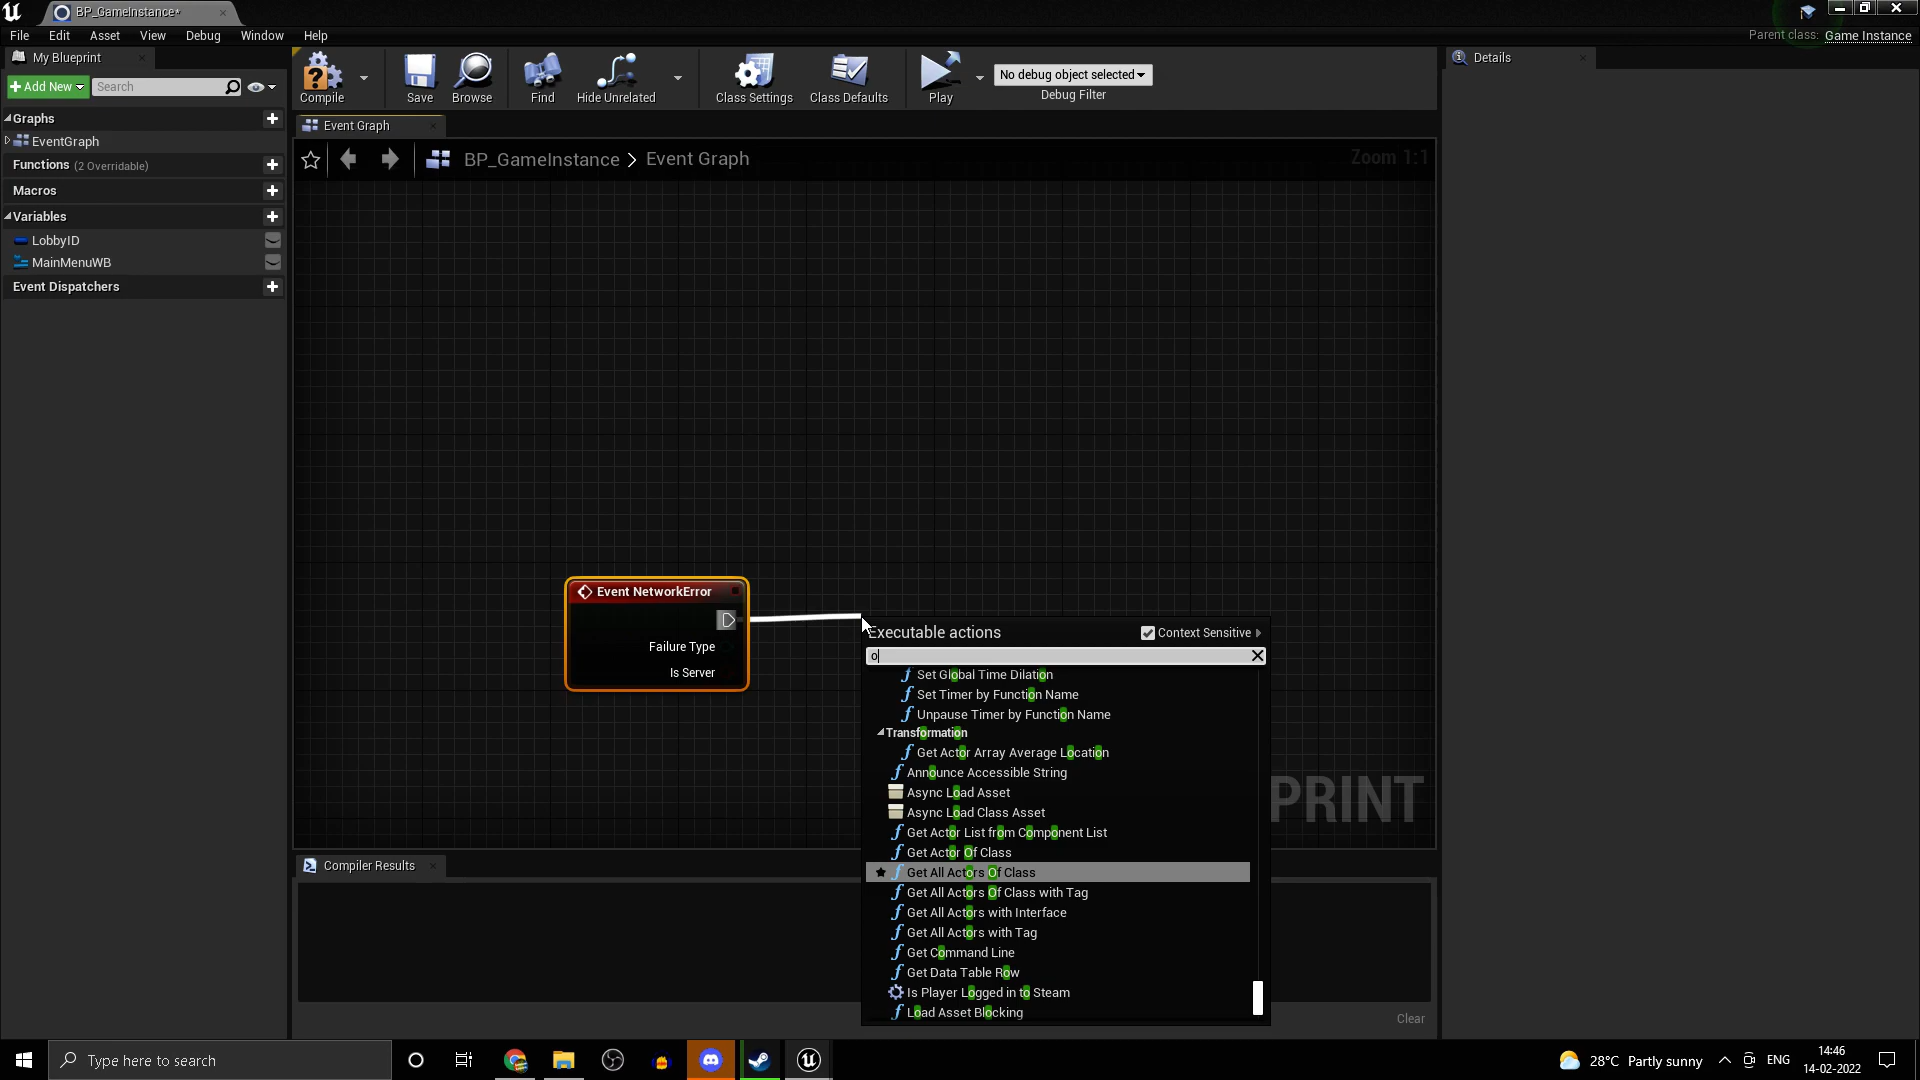 BP_GameInstance*
File Edit Asset View Debug Window Help
Parent class: Game Instance
My Blueprint
Add New Search
Graphs
EventGraph
Functions (2 Overridable)
Macros
Variables
LobbyID
MainMenuWB
Event Dispatchers
Compile Save Browse Find Hide Unrelated Class Settings Class Defaults Play
No debug object selected
Debug Filter
Details
Event Graph
BP_GameInstance > Event Graph
Zoom 1:1
Event NetworkError
Failure Type
Is Server
Executable actions
Context Sensitive
o
Set Global Time Dilation
Set Timer by Function Name
Unpause Timer by Function Name
Transformation
Get Actor Array Average Location
Announce Accessible String
Async Load Asset
Async Load Class Asset
Get Actor List from Component List
Get Actor Of Class
Get All Actors Of Class
Get All Actors Of Class with Tag
Get All Actors with Interface
Get All Actors with Tag
Get Command Line
Get Data Table Row
Is Player Logged in to Steam
Load Asset Blocking
PRINT
Compiler Results
Clear
Type here to search
28°C Partly sunny
ENG
14:46
14-02-2022